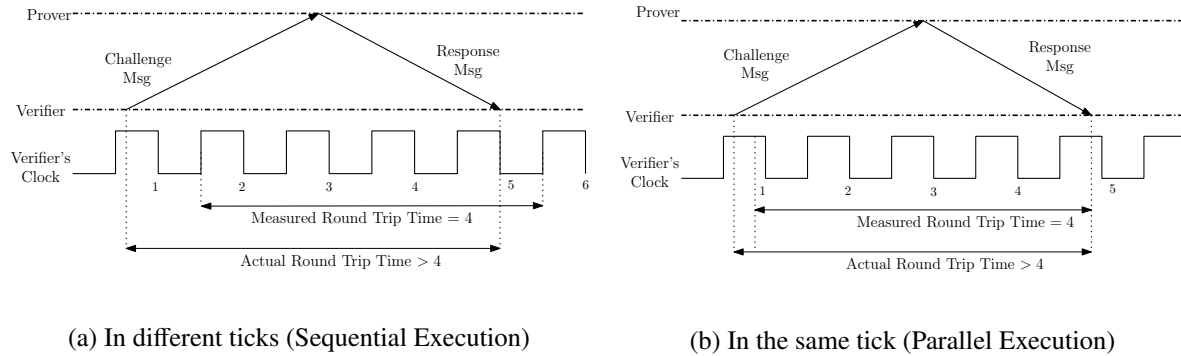 Prover
Challenge
Msg
Response
Msg
Verifier
Verifier's
Clock
1
2
3
4
5
6
Measured Round Trip Time = 4
Actual Round Trip Time > 4
(a) In different ticks (Sequential Execution)
Prover
Challenge
Msg
Response
Msg
Verifier
Verifier's
Clock
1
2
3
4
5
Measured Round Trip Time = 4
Actual Round Trip Time > 4
(b) In the same tick (Parallel Execution)